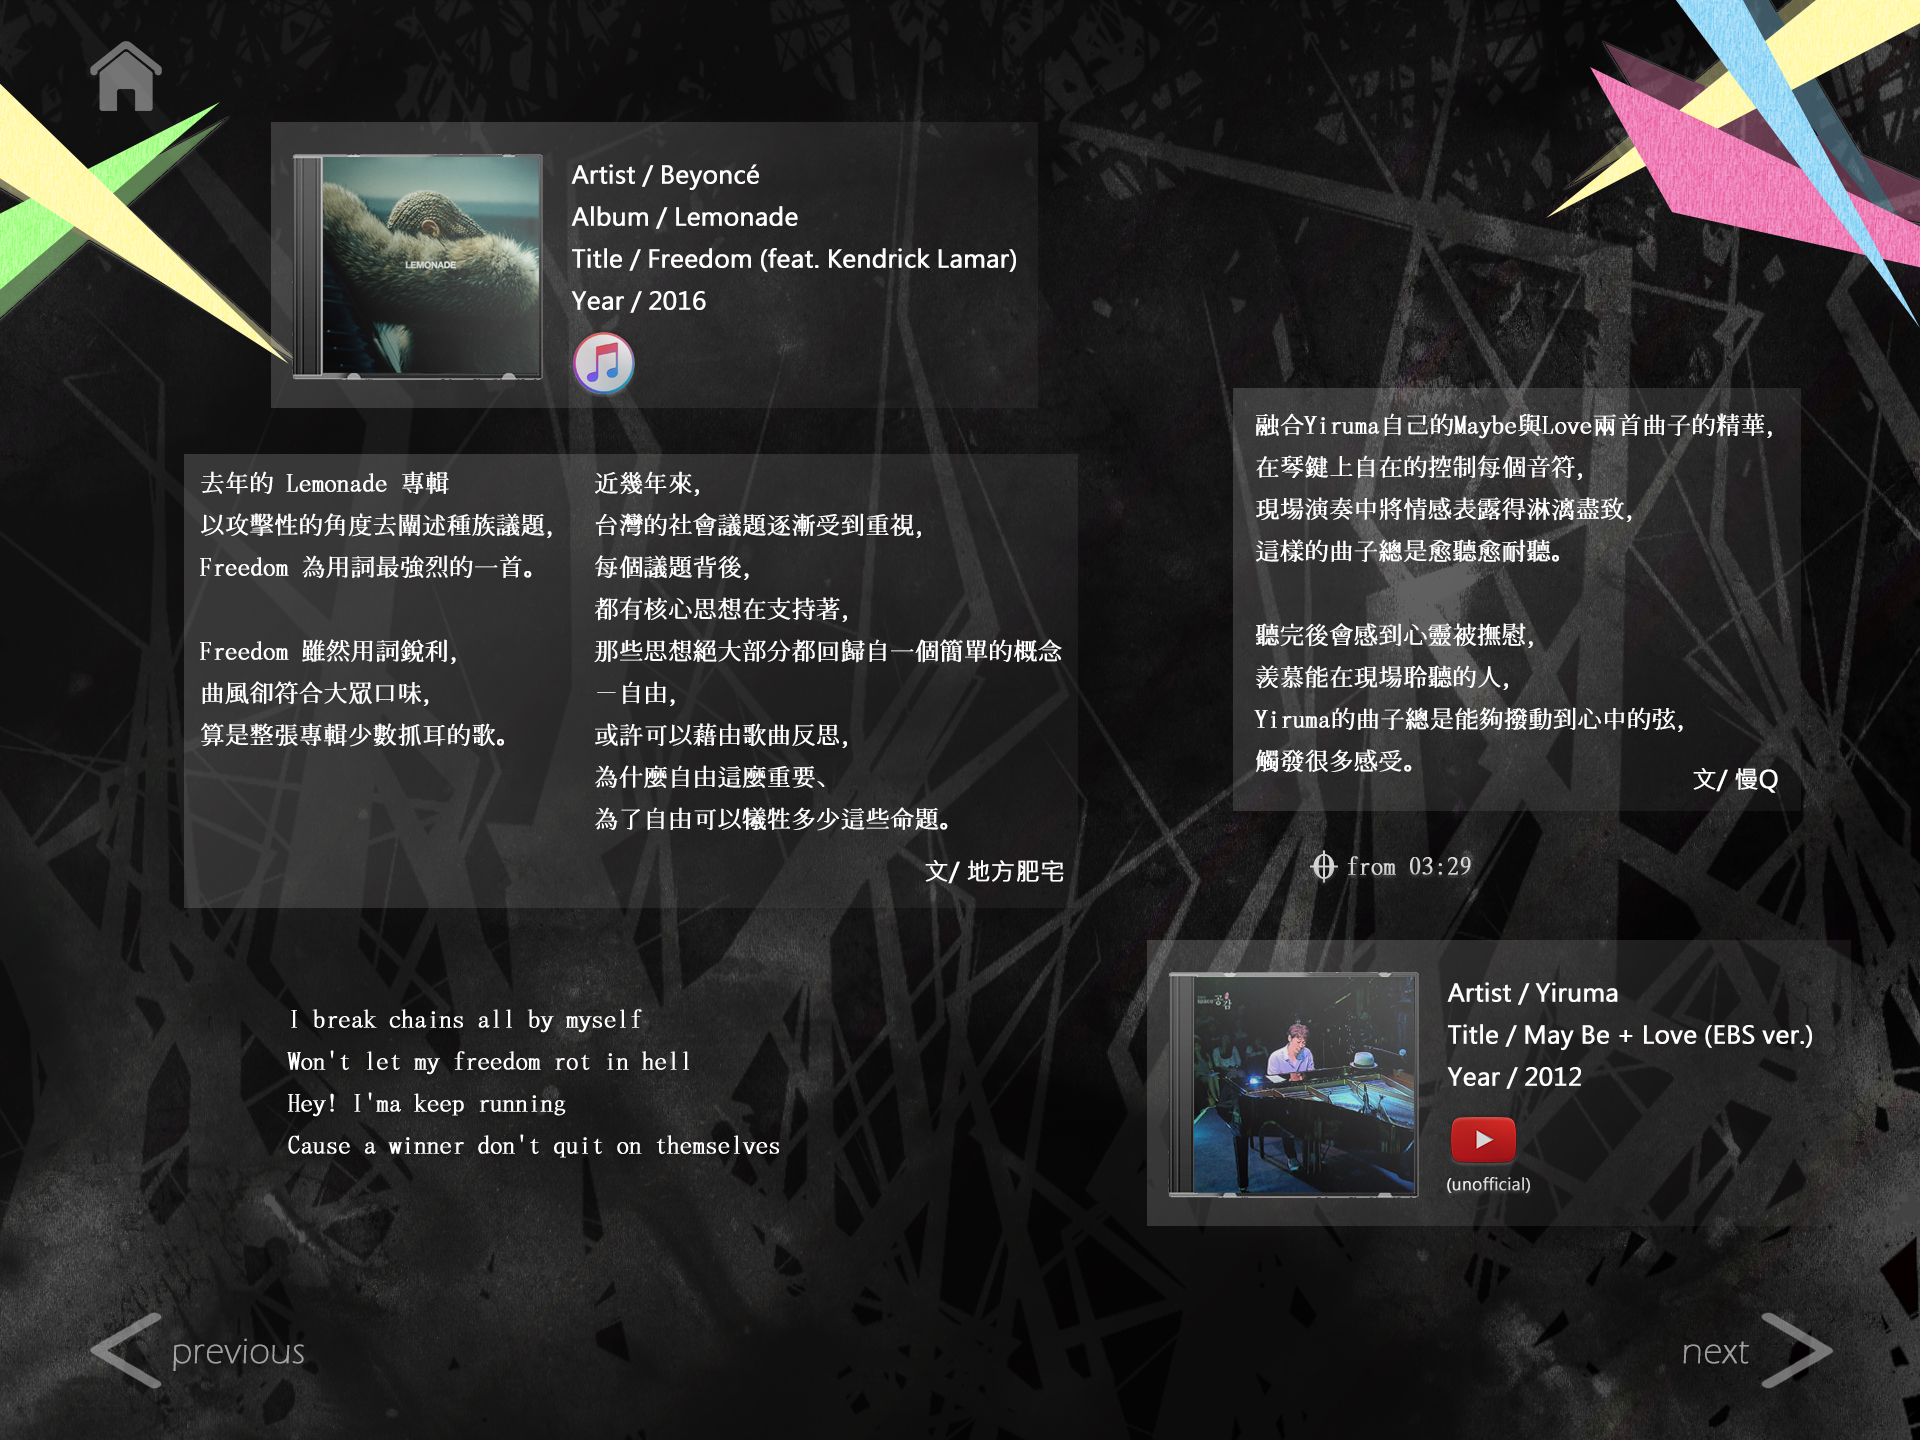 Artist / Beyoncé
Album / Lemonade
Title / Freedom (feat. Kendrick Lamar)
Year / 2016
LEMONADE
去年的 Lemonade 專輯
以攻擊性的角度去闡述種族議題,
Freedom 為用詞最強烈的一首。
Freedom 雖然用詞銳利,
曲風卻符合大眾口味,
算是整張專輯少數抓耳的歌。
近幾年來,
台灣的社會議題逐漸受到重視,
每個議題背後,
都有核心思想在支持著,
那些思想絕大部分都回歸自一個簡單的概念
—自由,
或許可以藉由歌曲反思,
為什麼自由這麼重要、
為了自由可以犧牲多少這些命題。
文/ 地方肥宅
I break chains all by myself
Won't let my freedom rot in hell
Hey! I'ma keep running
Cause a winner don't quit on themselves
融合Yiruma自己的Maybe與Love兩首曲子的精華,
在琴鍵上自在的控制每個音符,
現場演奏中將情感表露得淋漓盡致,
這樣的曲子總是愈聽愈耐聽。
聽完後會感到心靈被撫慰,
羨慕能在現場聆聽的人,
Yiruma的曲子總是能夠撥動到心中的弦,
觸發很多感受。
文/ 慢Q
from 03:29
Artist / Yiruma
Title / May Be + Love (EBS ver.)
Year / 2012
(unofficial)
previous
next